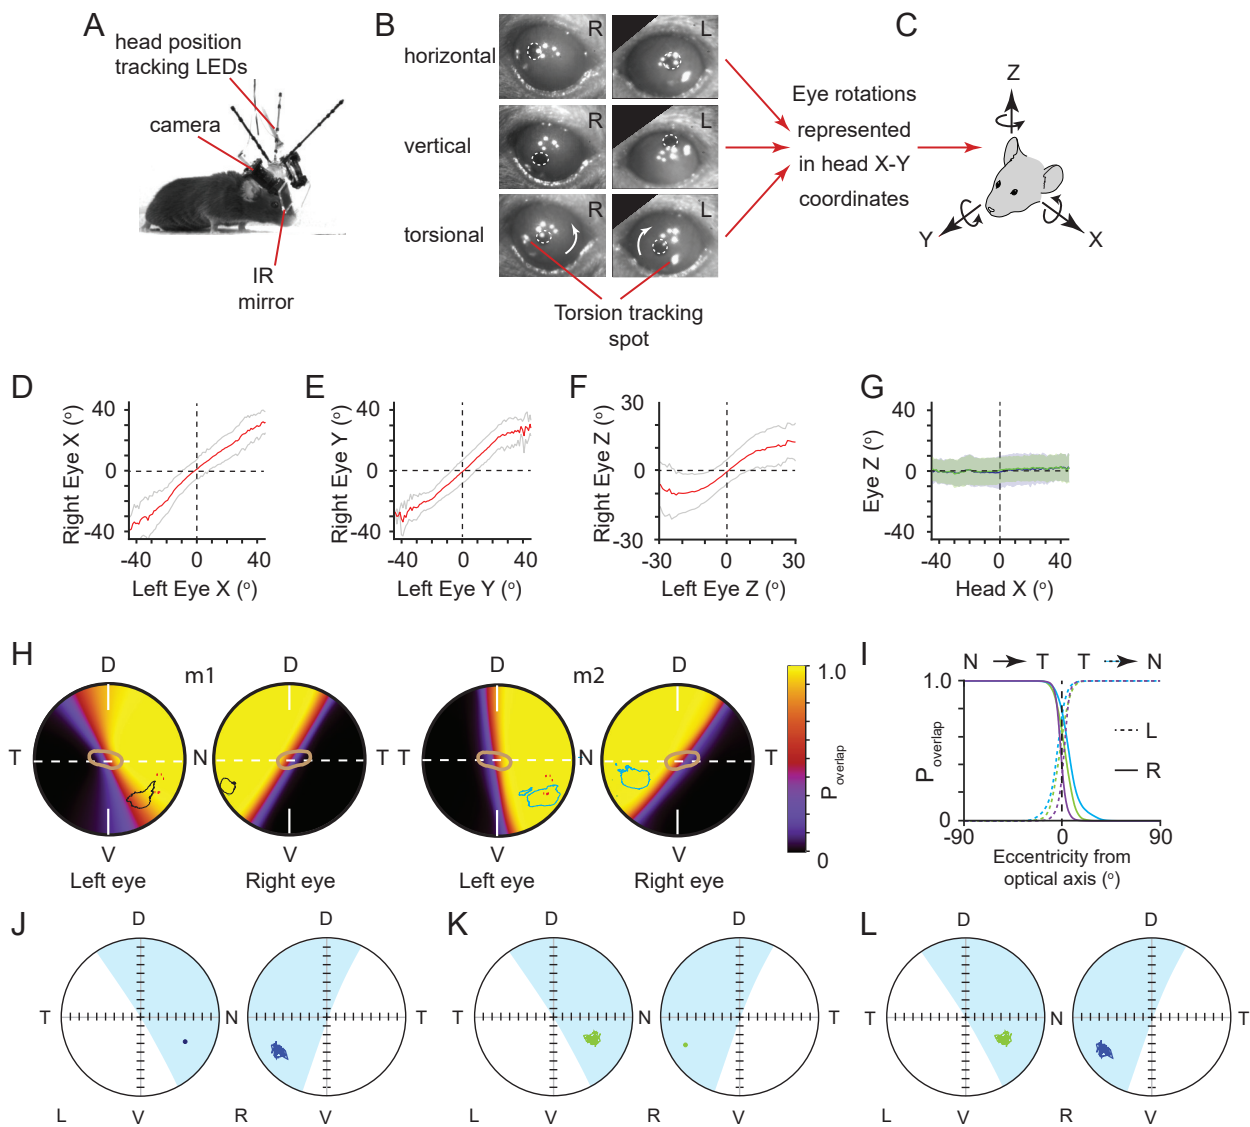 A
head position
tracking LEDs
camera
IR
mirror
B
horizontal
R
L
vertical
R
L
torsional
R
L
Torsion tracking
spot
Eye rotations
represented
in head X-Y
coordinates
C
Z
Y
X
D
Right Eye X (o)
40
0
-40
-40
0
40
Left Eye X (o)
E
Right Eye Y (o)
40
0
-40
-40
0
40
Left Eye Y (o)
F
Right Eye Z (o)
30
0
-30
-30
0
30
Left Eye Z (o)
G
Eye Z (o)
40
0
-40
-40
0
40
Head X (o)
H
m1
m2
D
D
D
D
T
N
T
T
N
T
V
V
V
V
Left eye
Right eye
Left eye
Right eye
1.0
Poverlap
0
I
N
T
T
N
1.0
Poverlap
0
L
R
-90
0
90
Eccentricity from
optical axis (o)
J
D
D
T
N
T
L
V
R
V
K
D
D
T
N
T
L
V
R
V
L
D
D
T
N
T
L
V
R
V